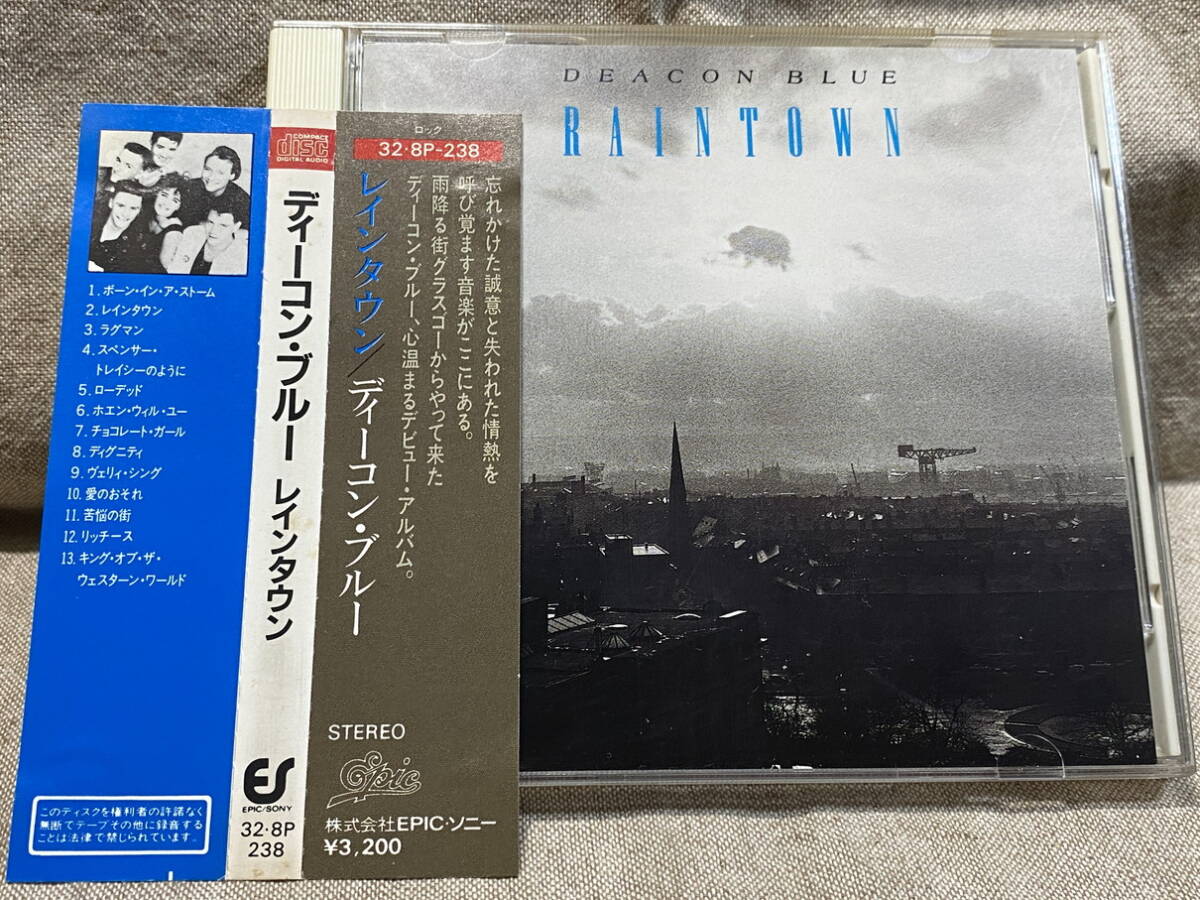 DEACON BLUE
RAINTOWN
1. ボーン・イン・ア・ストーム
2. レインタウン
3. ラグマン
4. スペンサー・
トレイシーのように
5. ローデッド
6. ホエン・ウィル・ユー
7. チョコレート・ガール
8. ディグニティ
9. ヴェリィ・シング
10. 愛のおそれ
11. 苦悩の街
12. リッチース
13. キング・オブ・ザ・
ウェスターン・ワールド
このディスクを権利者の許諾なく
無断でテープその他に録音する
ことは法律で禁じられています。
COMPACT
disc
DIGITAL AUDIO
ディーコン・ブルー レインタウン
ES
EPIC/SONY
32·8P
238
ロック
32·8P-238
忘れかけた誠意と失われた情熱を
呼び覚ます音楽がここにある。
雨降る街グラスゴーからやって来た
ディーコン・ブルー、心温まるデビュー・アルバム。
レインタウン/ディーコン・ブルー
STEREO
Epic
株式会社EPIC・ソニー
¥3,200